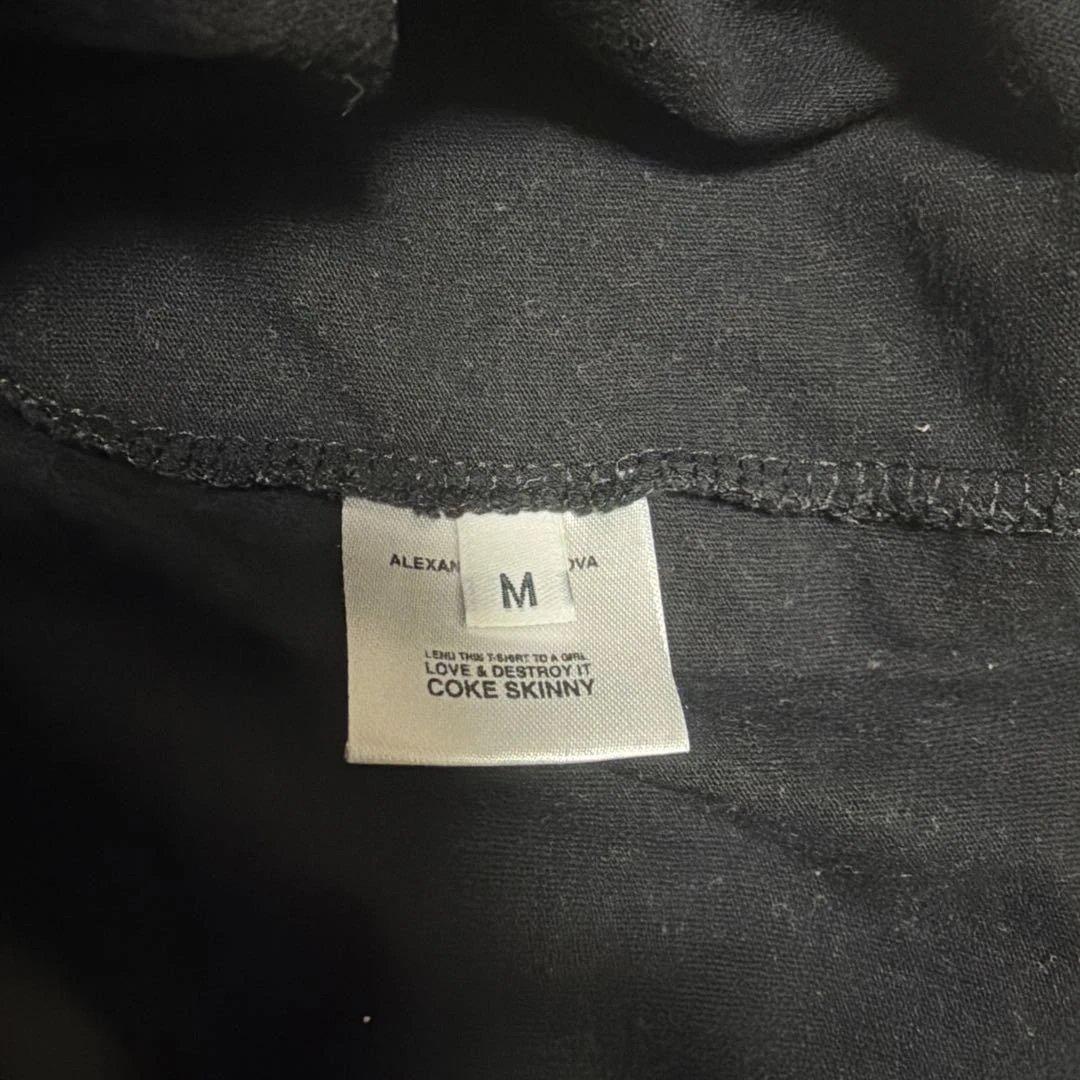 ALEXAN OVA
M
LEND THIS T-SHIRT TO A GIRL
LOVE & DESTROY IT
COKE SKINNY